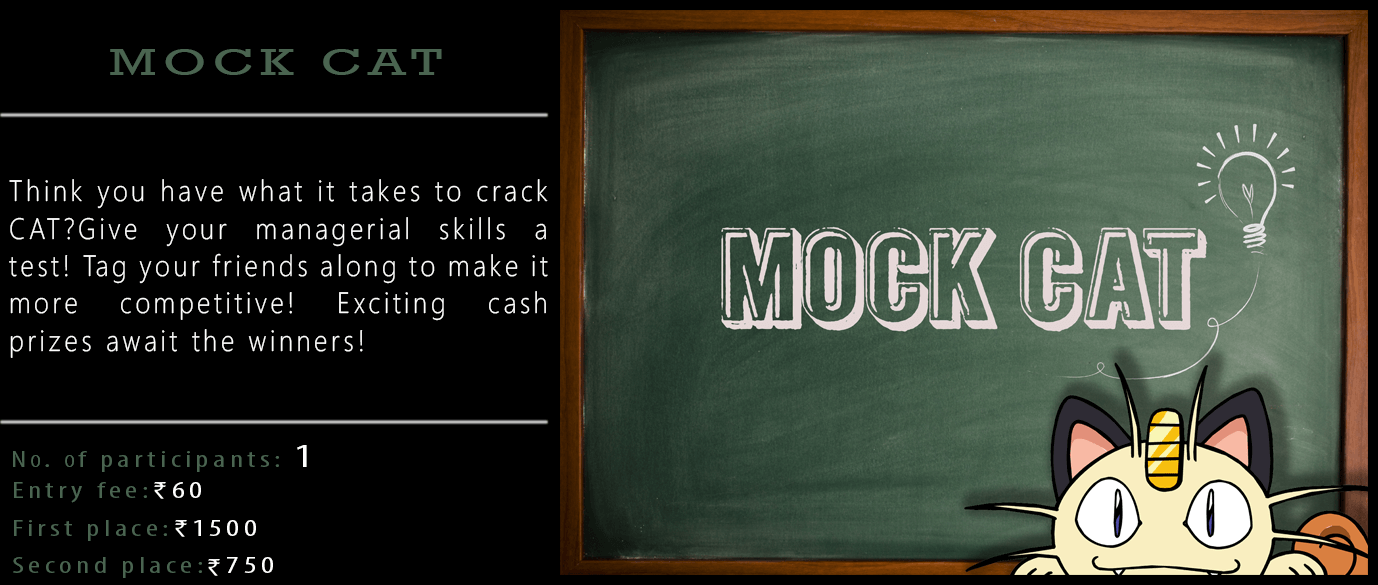 MOCK CAT
Think you have what it takes to crack
CAT?Give your managerial skills a
test! Tag your friends along to make it
more competitive! Exciting cash
prizes await the winners!
No. of participants: 1
Entry fee:₹60
First place:₹1500
Second place:₹750
MOCK CAT